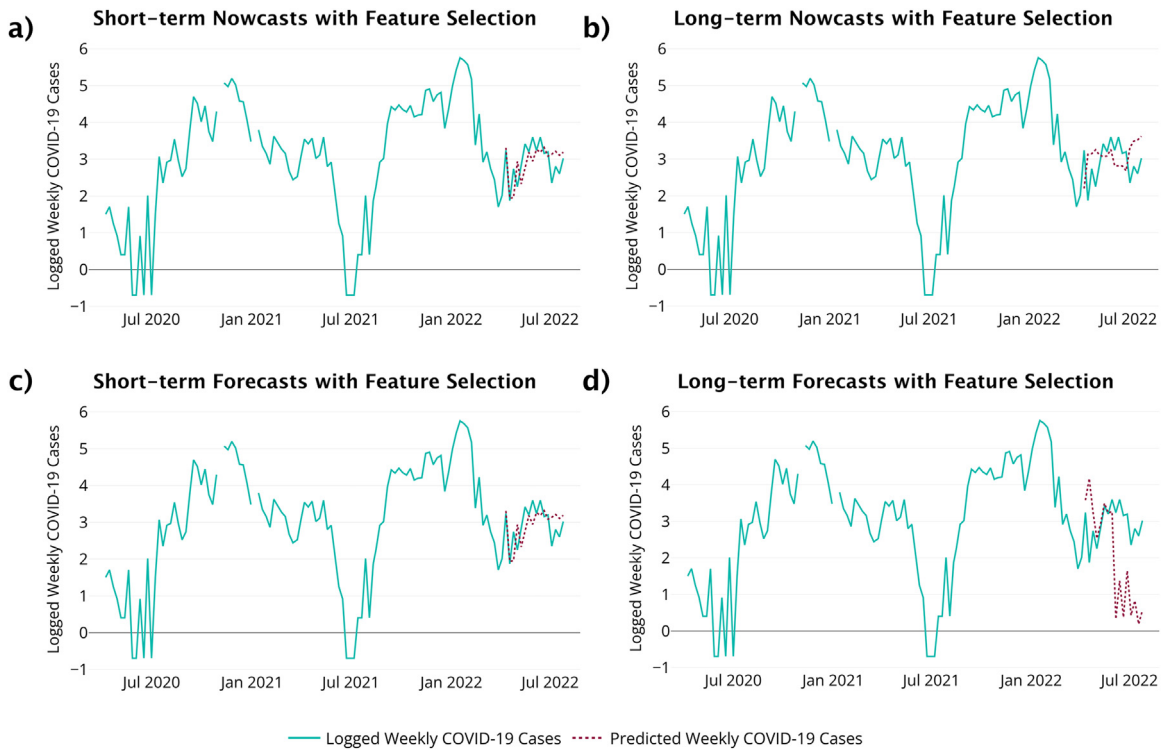 a)
Short-term Nowcasts with Feature Selection
Logged Weekly COVID-19 Cases
6
5
4
3
2
1
0
−1
Jul 2020
Jan 2021
Jul 2021
Jan 2022
Jul 2022
b)
Long-term Nowcasts with Feature Selection
Logged Weekly COVID-19 Cases
6
5
4
3
2
1
0
−1
Jul 2020
Jan 2021
Jul 2021
Jan 2022
Jul 2022
c)
Short-term Forecasts with Feature Selection
Logged Weekly COVID-19 Cases
6
5
4
3
2
1
0
−1
Jul 2020
Jan 2021
Jul 2021
Jan 2022
Jul 2022
d)
Long-term Forecasts with Feature Selection
Logged Weekly COVID-19 Cases
6
5
4
3
2
1
0
−1
Jul 2020
Jan 2021
Jul 2021
Jan 2022
Jul 2022
Logged Weekly COVID-19 Cases
Predicted Weekly COVID-19 Cases